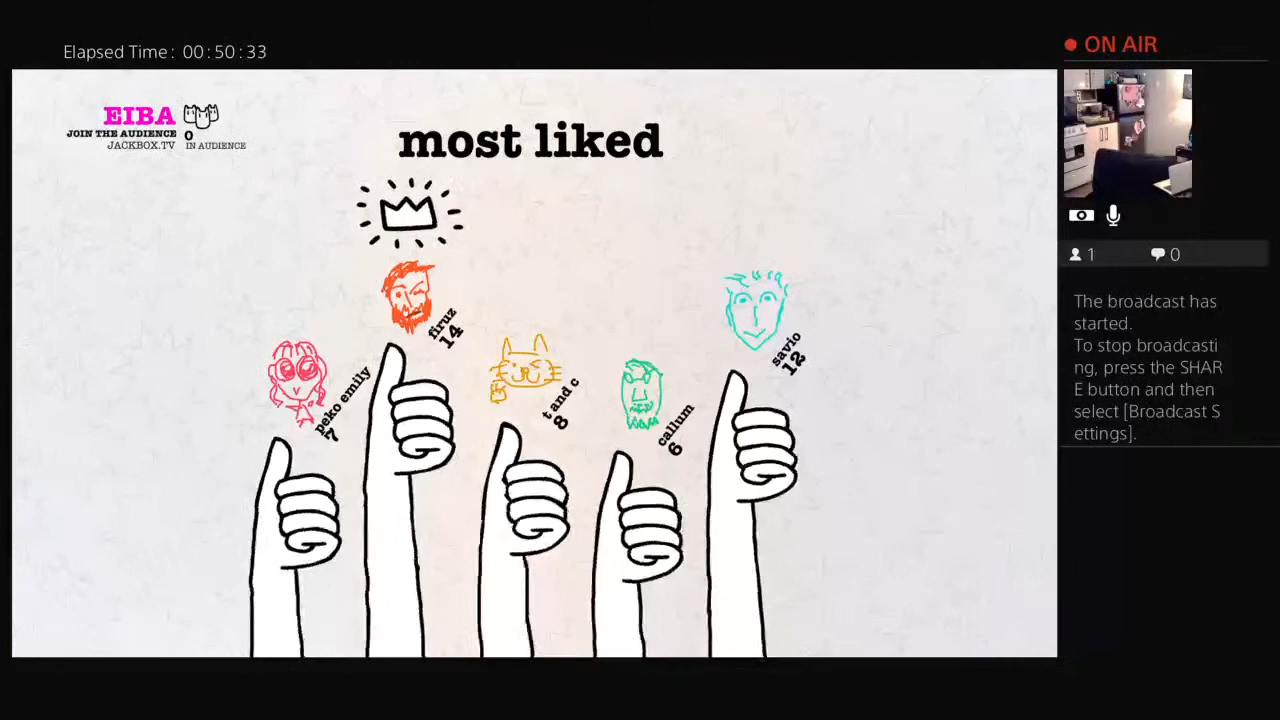 Elapsed Time: 00:50:33
ON AIR
EIBA
JOIN THE AUDIENCE
JACKBOX.TV
0
IN AUDIENCE
most liked
peko emily
7
firuz
14
t and c
8
callum
6
savio
12
1
0
The broadcast has
started.
To stop broadcasti
ng, press the SHAR
E button and then
select [Broadcast S
ettings].